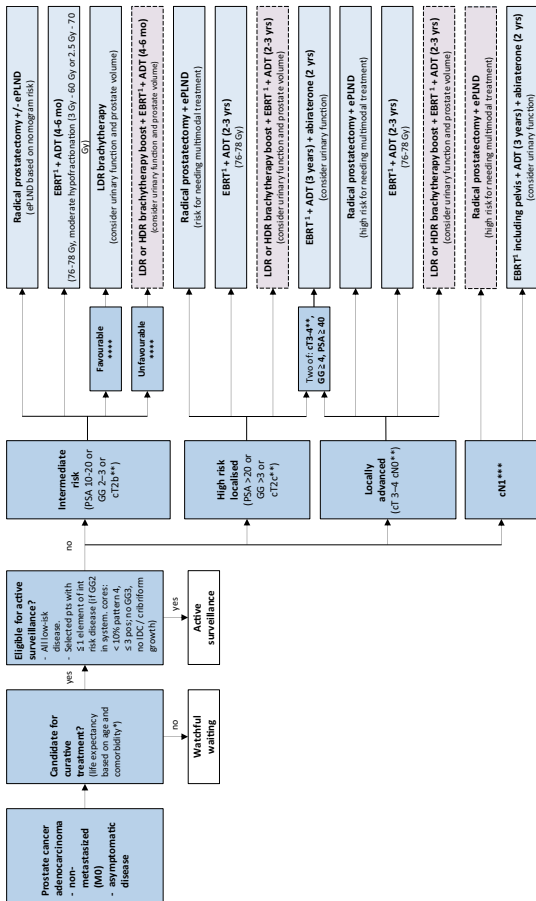 Prostate cancer
adenocarcinoma
- non-
metastasized
(M0)
- asymptomatic
disease
Candidate for
curative
treatment?
(life expectancy
based on age and
comorbidity*)
no
Watchful
waiting
yes
Eligible for active
surveillance?
- All low-isk
disease.
- Selected pts with
≤ 1 element of int
risk disease (if GG2
in system. cores:
< 10% pattern 4,
≤ 3 pos; no GG3,
no IDC / cribriform
growth)
yes
Active
surveillance
no
Intermediate
risk
(PSA 10-20 or
GG 2–3 or
cT2b**)
Favourable
****
Unfavourable
****
Radical prostatectomy +/- ePLND
(ePLND based on nomogram risk)
EBRT¹ + ADT (4-6 mo)
(76-78 Gy, moderate hypofractionation (3 Gy - 60 Gy or 2.5 Gy - 70
Gy)
LDR brachytherapy
(consider urinary function and prostate volume)
LDR or HDR brachytherapy boost + EBRT¹ + ADT (4-6 mo)
(consider urinary function and prostate volume)
High risk
localised
(PSA >20 or
GG >3 or
cT2c**)
Radical prostatectomy + ePLND
(risk for needing multimodal treatment)
EBRT¹ + ADT (2-3 yrs)
(76-78 Gy)
LDR or HDR brachytherapy boost + EBRT¹ + ADT (2-3 yrs)
(consider urinary function and prostate volume)
Two of: cT3-4**,
GG ≥ 4, PSA ≥ 40
EBRT¹ + ADT (3 years) + abiraterone (2 yrs)
(consider urinary function)
Locally
advanced
(cT 3–4 cN0**)
Radical prostatectomy + ePLND
(high risk for needing multimodal treatment)
EBRT¹ + ADT (2-3 yrs)
(76-78 Gy)
LDR or HDR brachytherapy boost + EBRT¹ + ADT (2-3 yrs)
(consider urinary function and prostate volume)
cN1***
Radical prostatectomy + ePLND
(high risk for needing multimodal treatment)
EBRT¹ including pelvis + ADT (3 years) + abiraterone (2 yrs)
(consider urinary function)